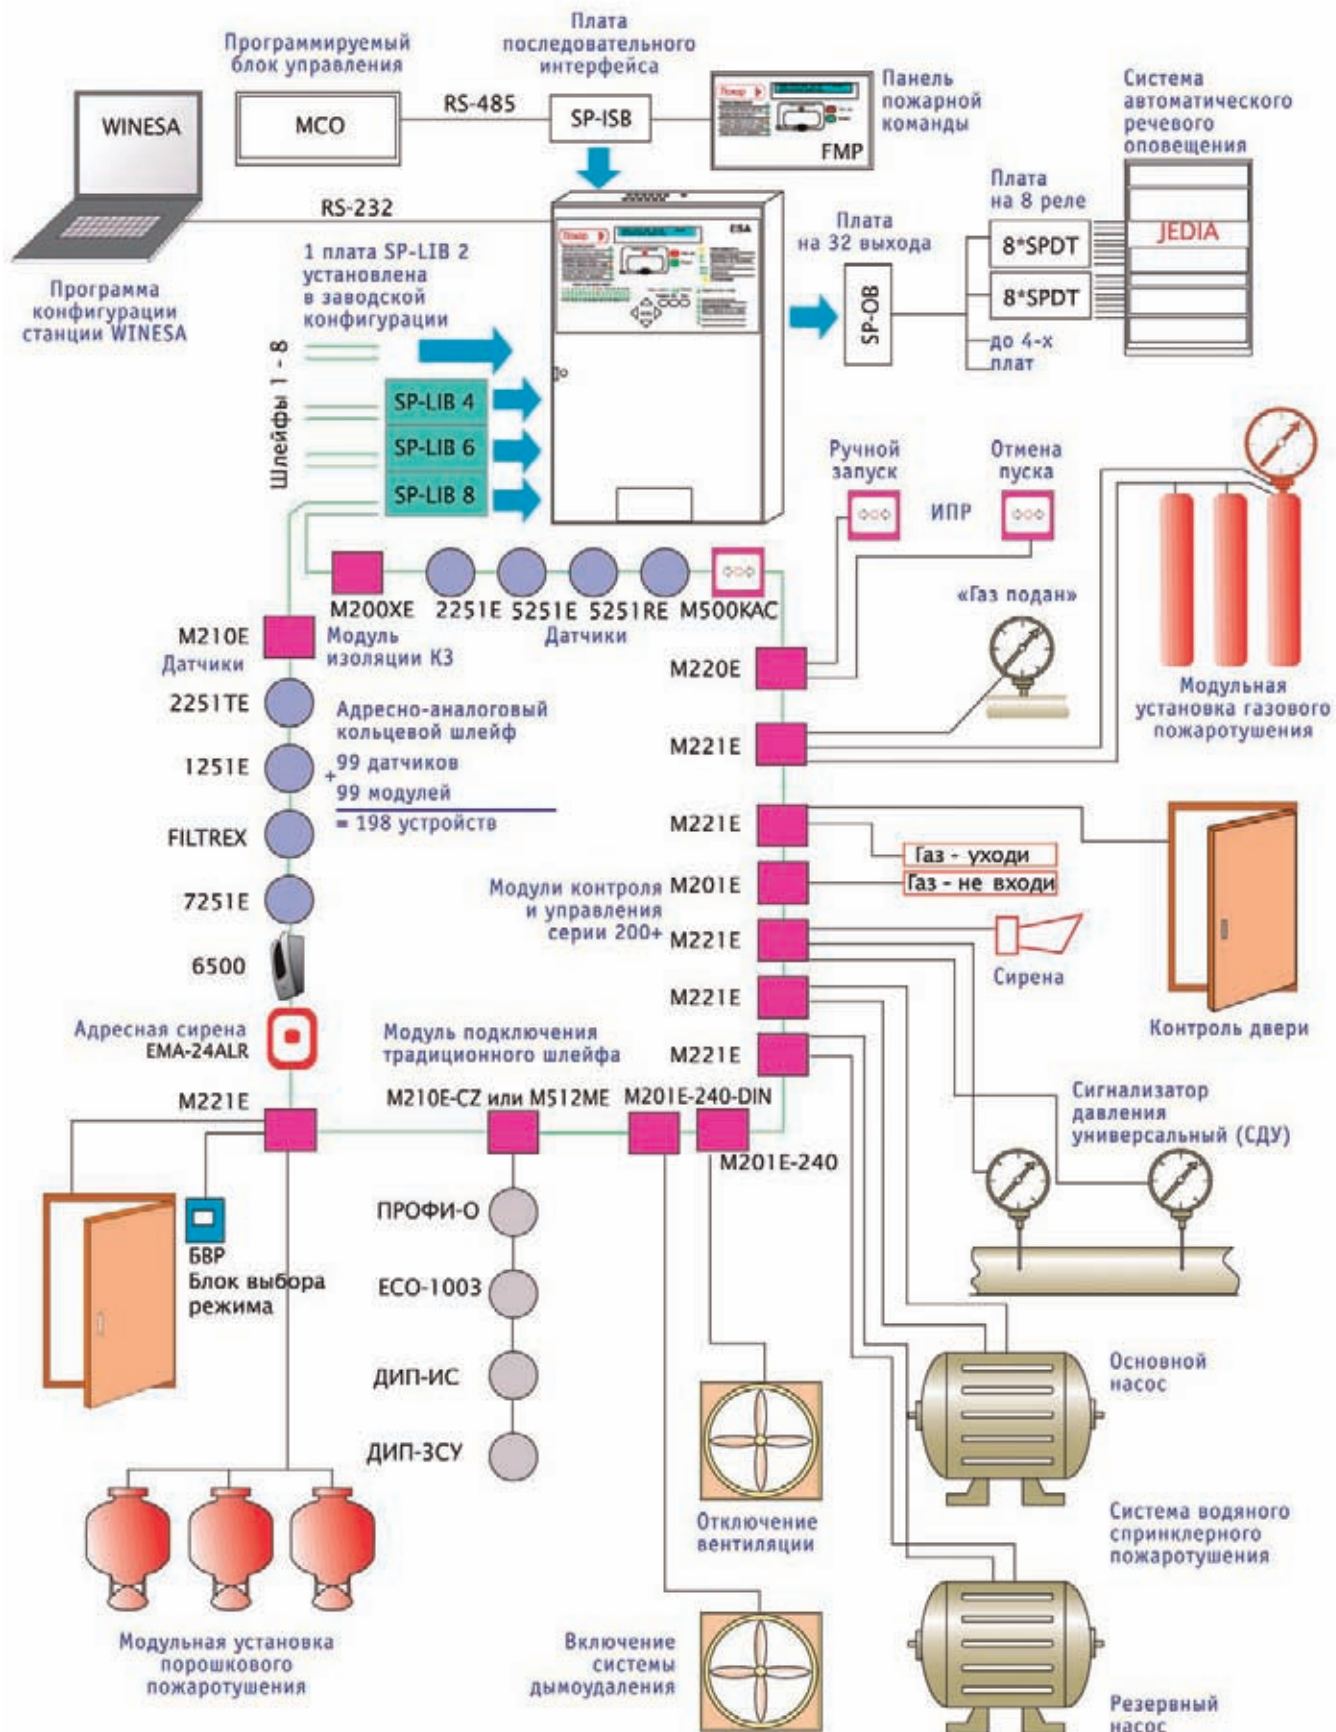 Программируемый
блок управления
Плата
последовательного
интерфейса
WINESA
MCO
RS-485
SP-ISB
Пожар
FMP
Панель
пожарной
команды
Система
автоматического
речевого
оповещения
RS-232
Программа
конфигурации
станции WINESA
1 плата SP-LIB 2
установлена
в заводской
конфигурации
Шлейфы 1 - 8
SP-LIB 4
SP-LIB 6
SP-LIB 8
Пожар
ESA
Плата
на 32 выхода
SP-OB
Плата
на 8 реле
8*SPDT
8*SPDT
до 4-х
плат
JEDIA
Ручной
запуск
ИПР
Отмена
пуска
«Газ подан»
Модульная
установка газового
пожаротушения
M200XE
2251E
5251E
5251RE
M500KAC
Модуль
изоляции КЗ
Датчики
M210E
Датчики
2251TE
1251E
FILTREX
7251E
6500
Адресная сирена
EMA-24ALR
M221E
Адресно-аналоговый
кольцевой шлейф
99 датчиков
+
99 модулей
= 198 устройств
M220E
M221E
M221E
M201E
M221E
M221E
M221E
Модули контроля
и управления
серии 200+
Газ - уходи
Газ - не входи
Сирена
Контроль двери
Модуль подключения
традиционного шлейфа
M210E-CZ или M512ME
M201E-240-DIN
M201E-240
Сигнализатор
давления
универсальный (СДУ)
БВР
Блок выбора
режима
ПРОФИ-О
ECO-1003
ДИП-ИС
ДИП-3СУ
Модульная установка
порошкового
пожаротушения
Отключение
вентиляции
Включение
системы
дымоудаления
Основной
насос
Система водяного
спринклерного
пожаротушения
Резервный
насос